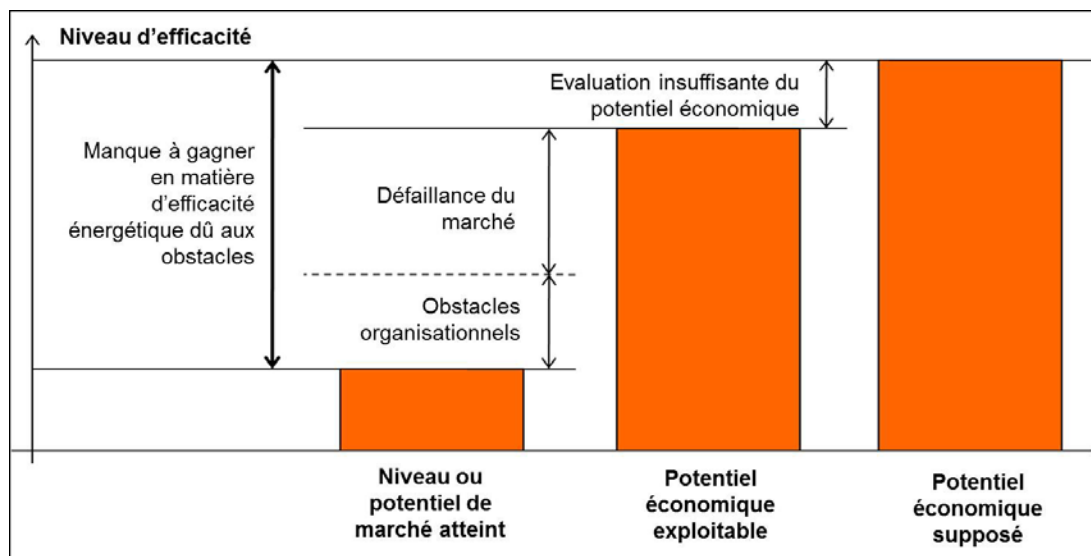 Niveau d’efficacité
Evaluation insuffisante du
potentiel économique
Manque à gagner
en matière
d’efficacité
énergétique dû aux
obstacles
Défaillance du
marché
Obstacles
organisationnels
Niveau ou
potentiel de
marché atteint
Potentiel
économique
exploitable
Potentiel
économique
supposé